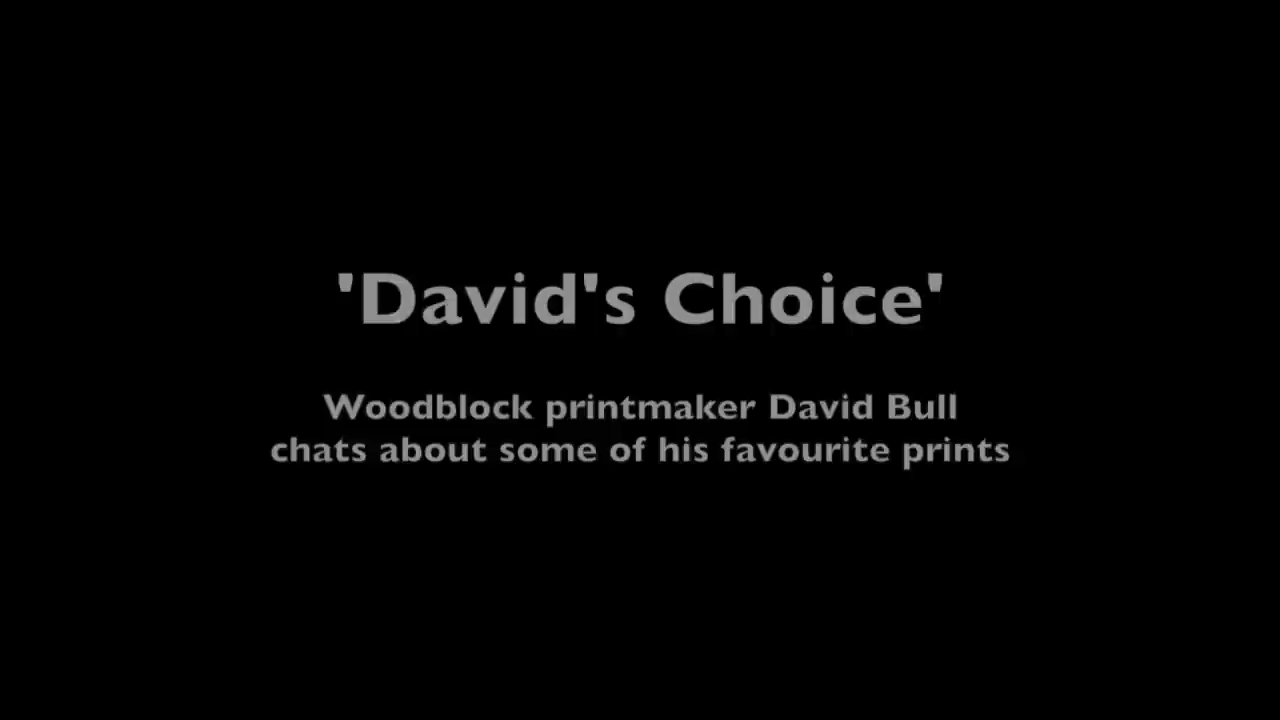 'David's Choice'
Woodblock printmaker David Bull
chats about some of his favourite prints